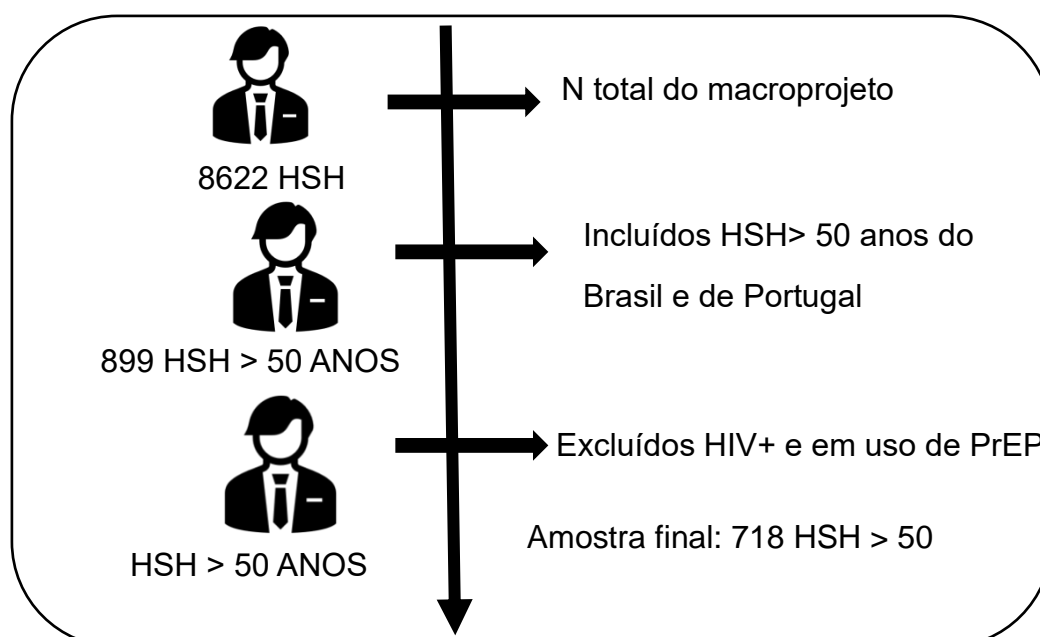 N total do macroprojeto
8622 HSH
Incluídos HSH> 50 anos do
Brasil e de Portugal
899 HSH > 50 ANOS
Excluídos HIV+ e em uso de PrEP
Amostra final: 718 HSH > 50
HSH > 50 ANOS